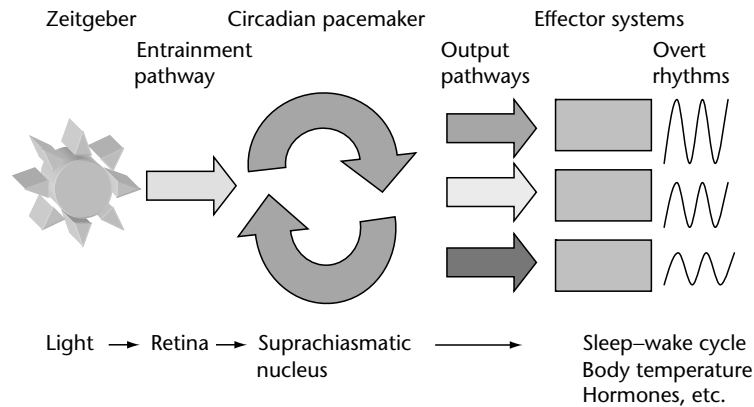 Zeitgeber
Circadian pacemaker
Effector systems
Entrainment
pathway
Output
pathways
Overt
rhythms
Light → Retina → Suprachiasmatic
nucleus
→ Sleep–wake cycle
Body temperature
Hormones, etc.